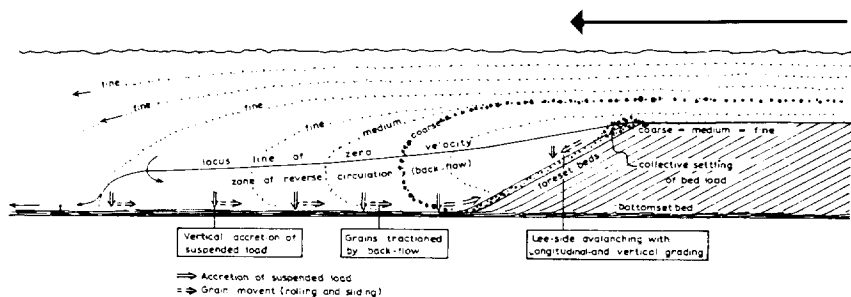 fine
fine
fine
fine
medium
coarse
coarse – medium – fine
locus line of zero velocity
zone of reverse circulation (back-flow)
foreset beds
collective settling
of bed load
bottomset bed
Vertical accretion of
suspended load
Grains tractioned
by back-flow
Lee-side avalanching with
longitudinal-and vertical grading
Accretion of suspended load
Grain movent (rolling and sliding)